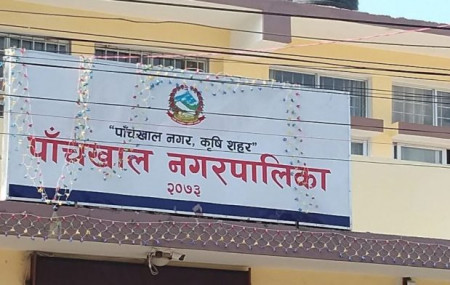 "पाँचखाल नगर, कृषि शहर"
पाँचखाल नगरपालिका
२०७३